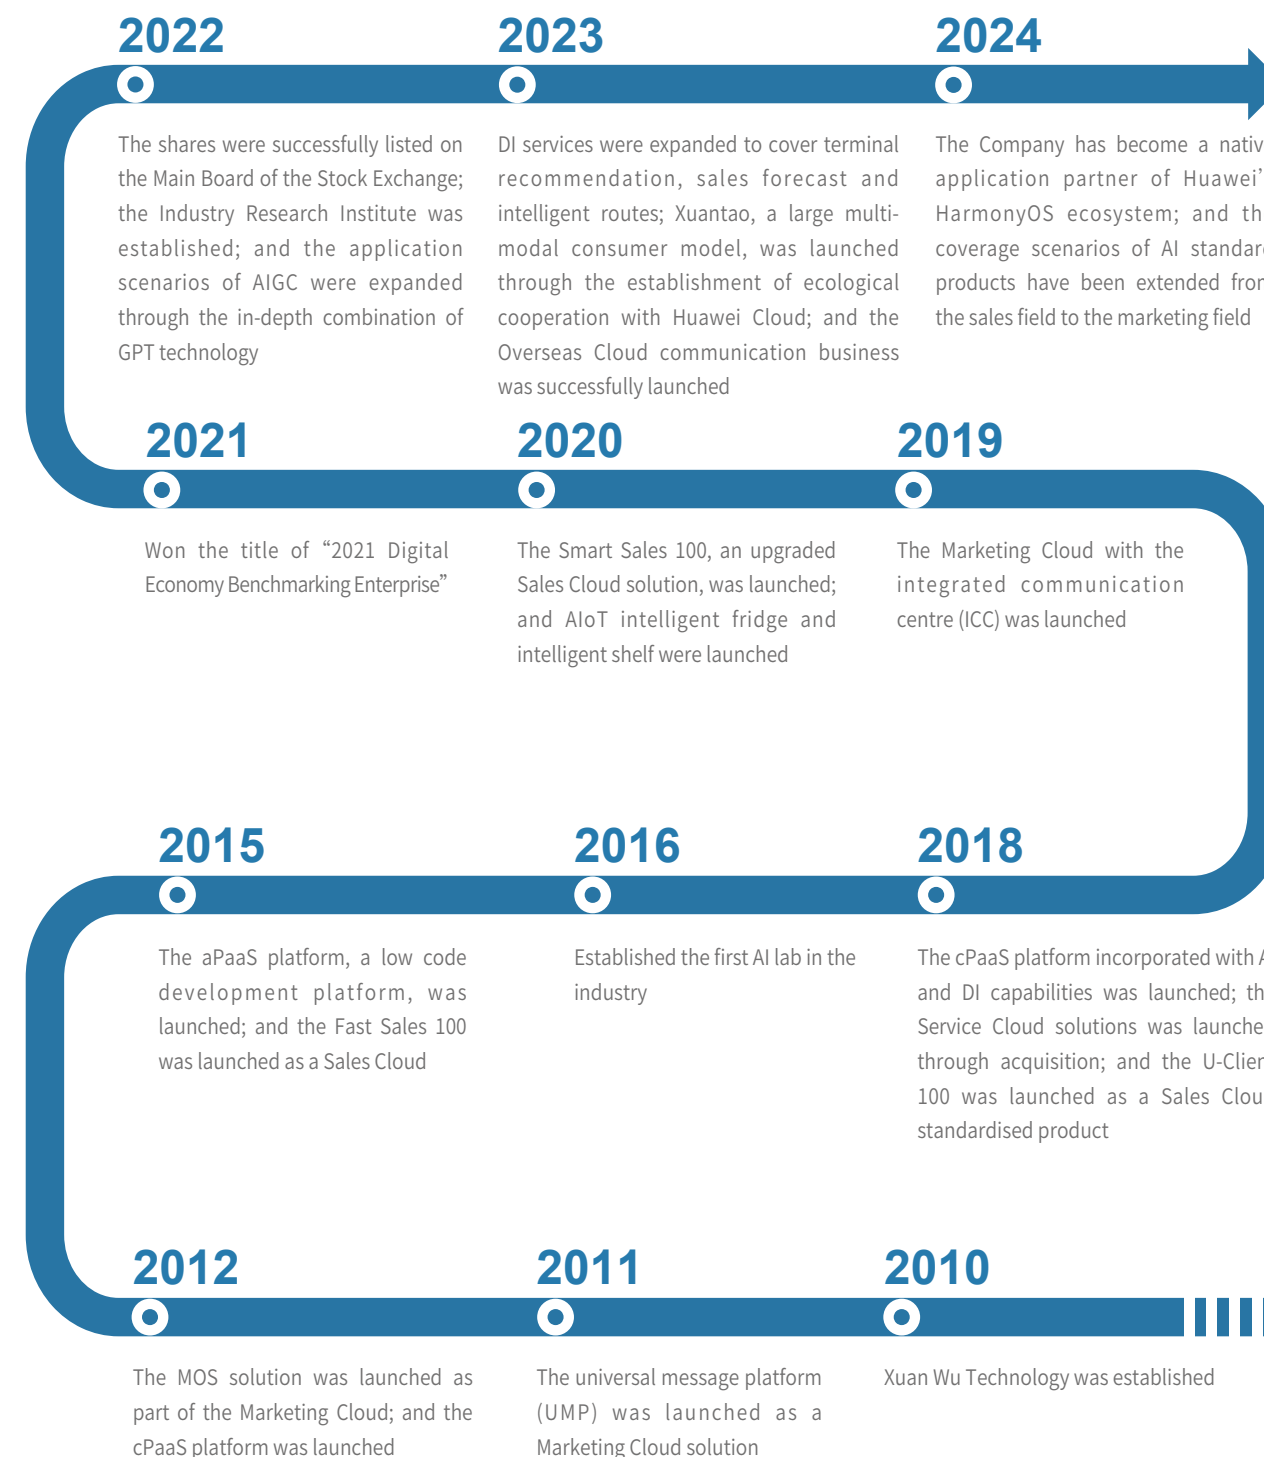 2022
The shares were successfully listed on
the Main Board of the Stock Exchange;
the Industry Research Institute was
established; and the application
scenarios of AIGC were expanded
through the in-depth combination of
GPT technology
2023
DI services were expanded to cover terminal
recommendation, sales forecast and
intelligent routes; Xuantao, a large multi-
modal consumer model, was launched
through the establishment of ecological
cooperation with Huawei Cloud; and the
Overseas Cloud communication business
was successfully launched
2024
The Company has become a nativ
application partner of Huawei’
HarmonyOS ecosystem; and th
coverage scenarios of AI standar
products have been extended fro
the sales field to the marketing field
2021
Won the title of “2021 Digital
Economy Benchmarking Enterprise”
2020
The Smart Sales 100, an upgraded
Sales Cloud solution, was launched;
and AIoT intelligent fridge and
intelligent shelf were launched
2019
The Marketing Cloud with the
integrated communication
centre (ICC) was launched
2015
The aPaaS platform, a low code
development platform, was
launched; and the Fast Sales 100
was launched as a Sales Cloud
2016
Established the first AI lab in the
industry
2018
The cPaaS platform incorporated with A
and DI capabilities was launched; th
Service Cloud solutions was launche
through acquisition; and the U-Clien
100 was launched as a Sales Clou
standardised product
2012
The MOS solution was launched as
part of the Marketing Cloud; and the
cPaaS platform was launched
2011
The universal message platform
(UMP) was launched as a
Marketing Cloud solution
2010
Xuan Wu Technology was established